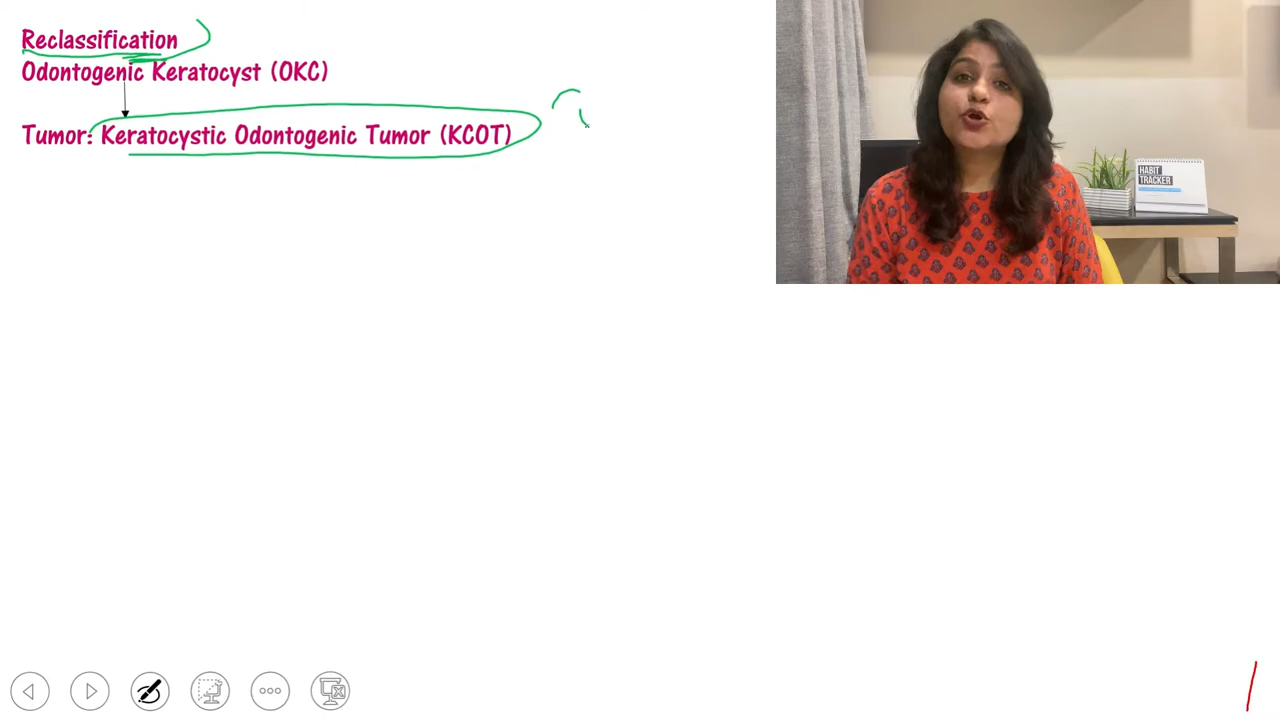 Reclassification
Odontogenic Keratocyst (OKC)
Tumor: Keratocystic Odontogenic Tumor (KCOT)
HABIT
TRACKER